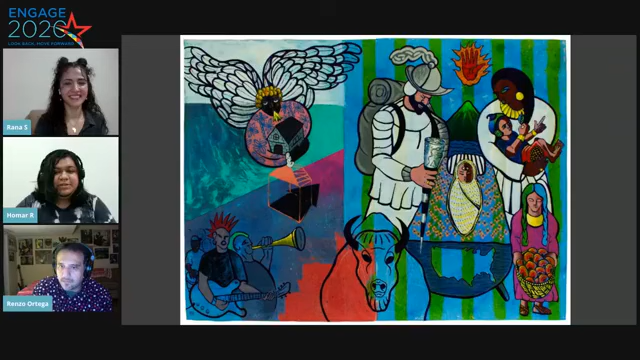 ENGAGE
2020
LOOK BACK, MOVE FORWARD
Rana S
Homar R
Renzo Ortega